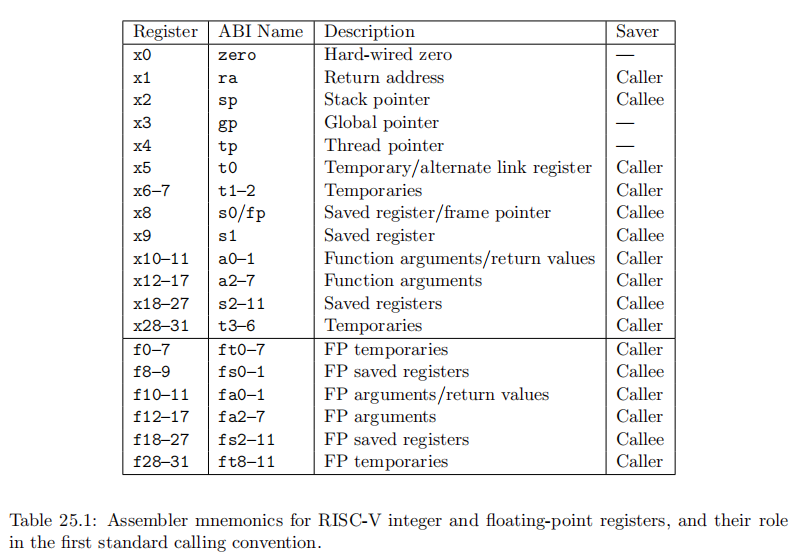 Register ABI Name Description Saver
x0 zero Hard-wired zero —
x1 ra Return address Caller
x2 sp Stack pointer Callee
x3 gp Global pointer —
x4 tp Thread pointer —
x5 t0 Temporary/alternate link register Caller
x6–7 t1–2 Temporaries Caller
x8 s0/fp Saved register/frame pointer Callee
x9 s1 Saved register Callee
x10–11 a0–1 Function arguments/return values Caller
x12–17 a2–7 Function arguments Caller
x18–27 s2–11 Saved registers Callee
x28–31 t3–6 Temporaries Caller
f0–7 ft0–7 FP temporaries Caller
f8–9 fs0–1 FP saved registers Callee
f10–11 fa0–1 FP arguments/return values Caller
f12–17 fa2–7 FP arguments Caller
f18–27 fs2–11 FP saved registers Callee
f28–31 ft8–11 FP temporaries Caller
Table 25.1: Assembler mnemonics for RISC-V integer and floating-point registers, and their role
in the first standard calling convention.